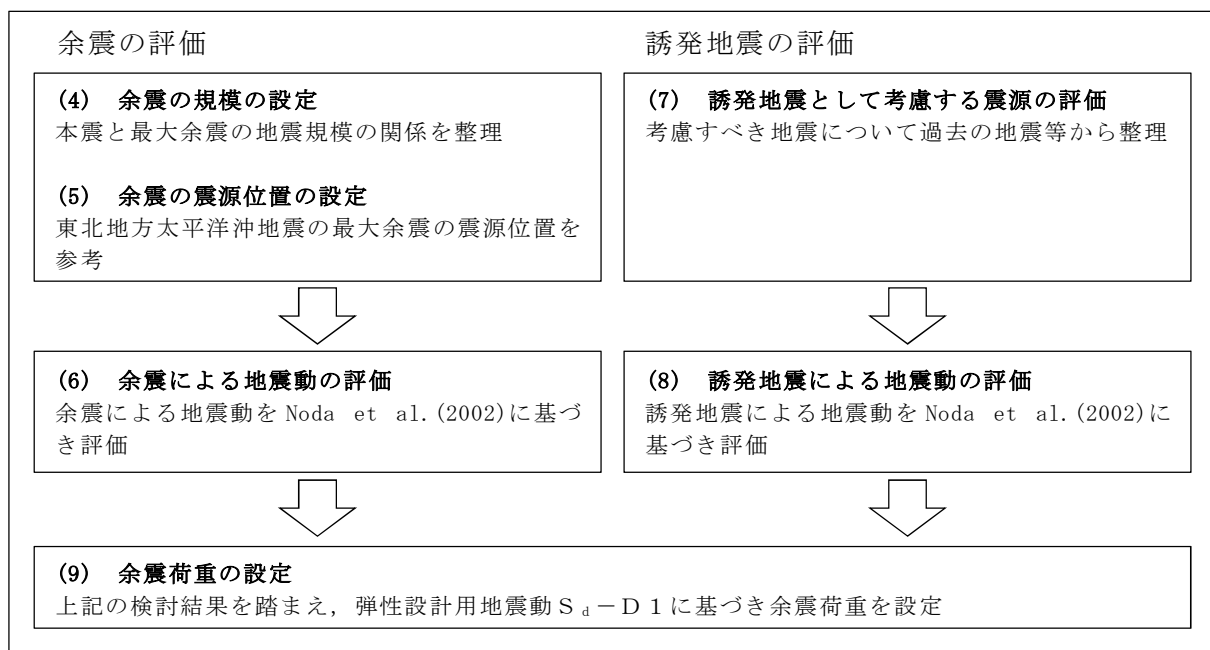 余震の評価
(4) 余震の規模の設定
本震と最大余震の地震規模の関係を整理
(5) 余震の震源位置の設定
東北地方太平洋沖地震の最大余震の震源位置を
参考
(6) 余震による地震動の評価
余震による地震動を Noda et al.(2002)に基づ
き評価
誘発地震の評価
(7) 誘発地震として考慮する震源の評価
考慮すべき地震について過去の地震等から整理
(8) 誘発地震による地震動の評価
誘発地震による地震動を Noda et al.(2002)に
基づき評価
(9) 余震荷重の設定
上記の検討結果を踏まえ，弾性設計用地震動Ｓd－Ｄ１に基づき余震荷重を設定